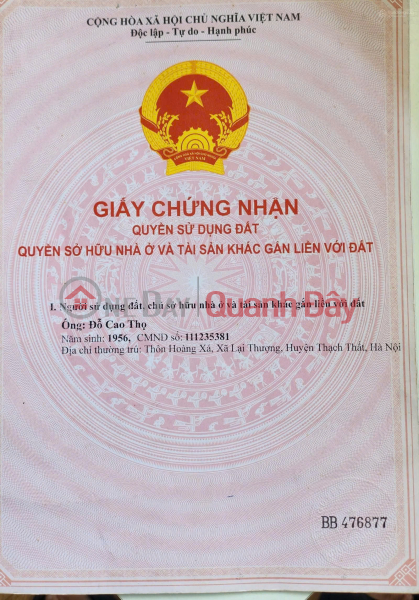 CỘNG HÒA XÃ HỘI CHỦ NGHĨA VIỆT NAM
Độc lập - Tự do - Hạnh phúc
VIỆT NAM
GIẤY CHỨNG NHẬN
QUYỀN SỬ DỤNG ĐẤT
QUYỀN SỞ HỮU NHÀ Ở VÀ TÀI SẢN KHÁC GẮN LIỀN VỚI ĐẤT
I. Người sử dụng đất, chủ sở hữu nhà ở và tài sản khác gắn liền với đất
Quanh Đây
Ông: Đỗ Cao Thọ
Năm sinh: 1956, CMND số: 111235381
Địa chỉ thường trú: Thôn Hoàng Xá, Xã Lại Thượng, Huyện Thạch Thất, Hà Nội
BB 476877